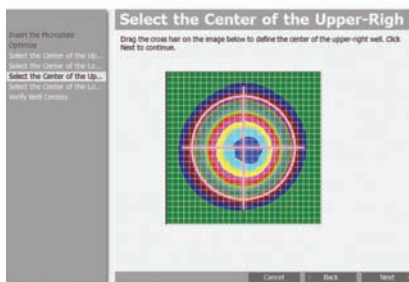 Insert the Microplate
Optimize
Select the Center of the Up...
Select the Center of the Lo...
Select the Center of the Up...
Select the Center of the Lo...
Verify Well Centers
Select the Center of the Upper-Righ
Drag the cross hair on the image below to define the center of the upper-right well. Click
Next to continue.
Cancel
Back
Next